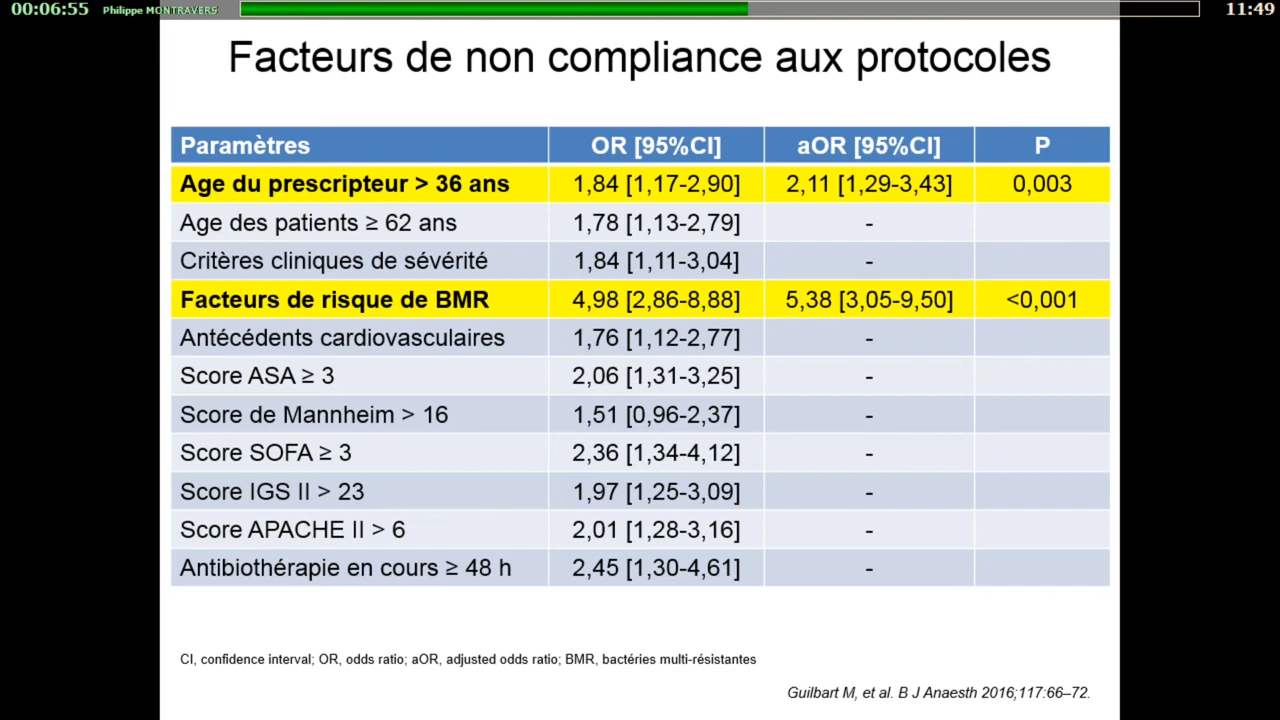 00:06:55 Philippe MONTRAVERS 11:49
Facteurs de non compliance aux protocoles
Paramètres OR [95%CI] aOR [95%CI] P
Age du prescripteur > 36 ans 1,84 [1,17-2,90] 2,11 [1,29-3,43] 0,003
Age des patients ≥ 62 ans 1,78 [1,13-2,79] -
Critères cliniques de sévérité 1,84 [1,11-3,04] -
Facteurs de risque de BMR 4,98 [2,86-8,88] 5,38 [3,05-9,50] <0,001
Antécédents cardiovasculaires 1,76 [1,12-2,77] -
Score ASA ≥ 3 2,06 [1,31-3,25] -
Score de Mannheim > 16 1,51 [0,96-2,37] -
Score SOFA ≥ 3 2,36 [1,34-4,12] -
Score IGS II > 23 1,97 [1,25-3,09] -
Score APACHE II > 6 2,01 [1,28-3,16] -
Antibiothérapie en cours ≥ 48 h 2,45 [1,30-4,61] -
CI, confidence interval; OR, odds ratio; aOR, adjusted odds ratio; BMR, bactéries multi-résistantes
Guilbart M, et al. B J Anaesth 2016;117:66–72.